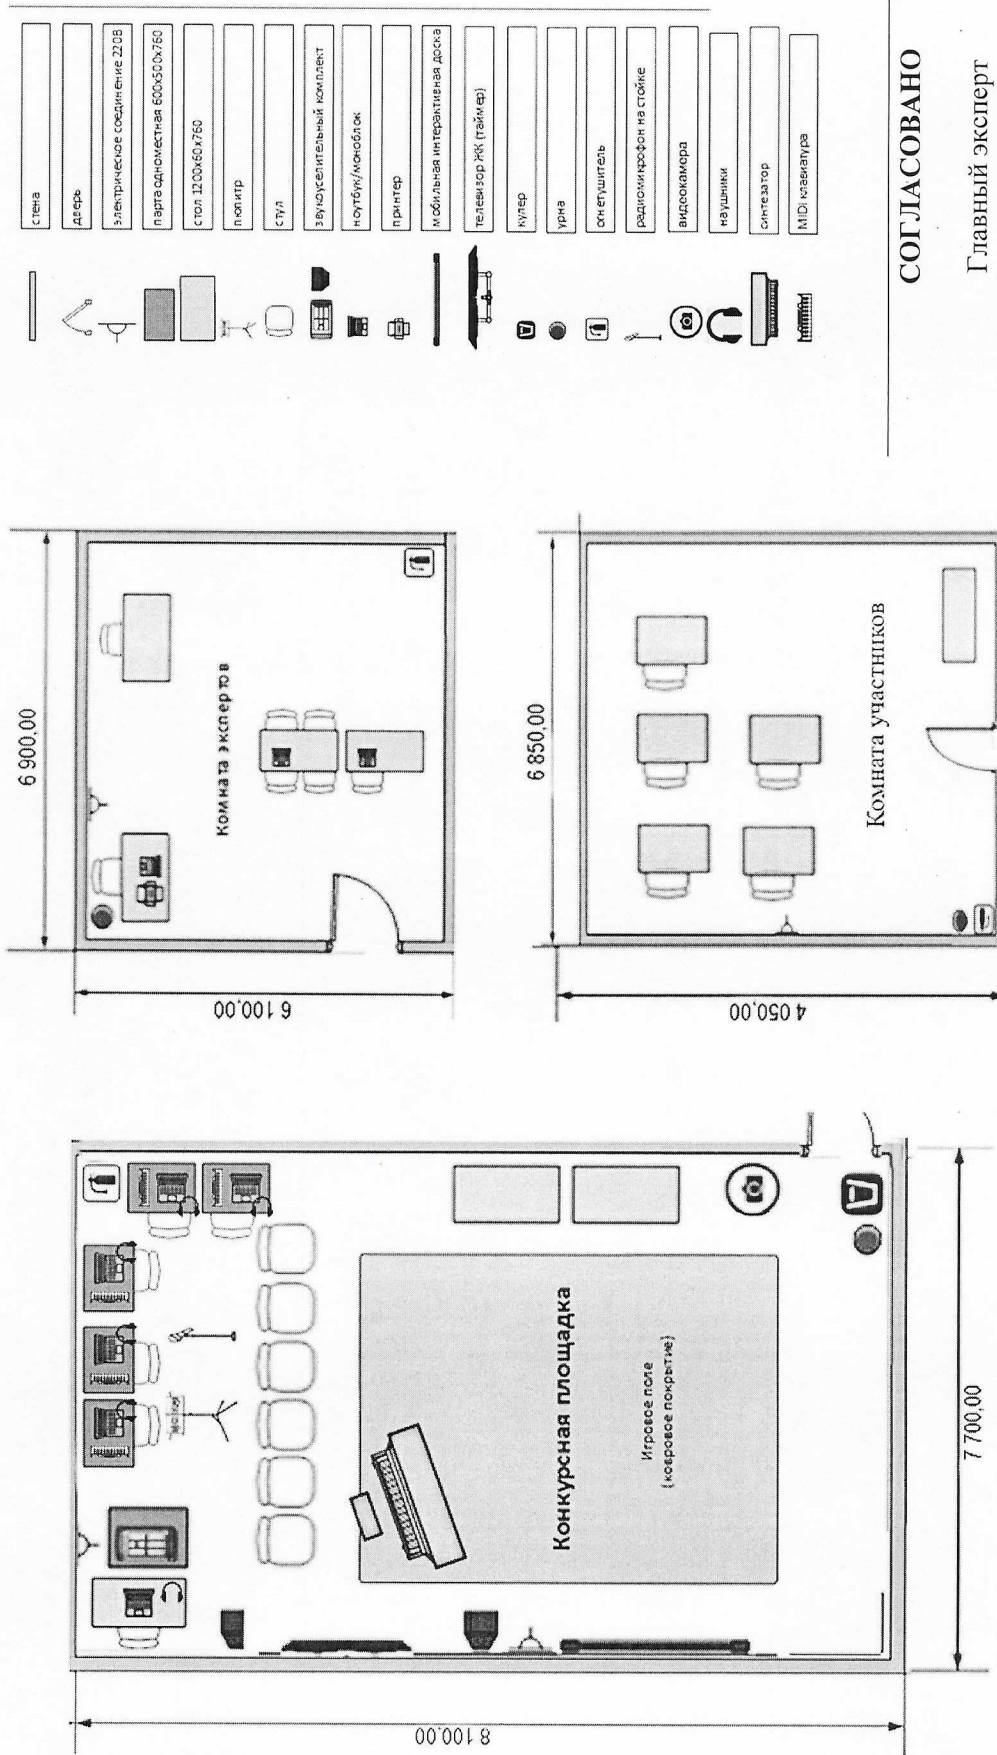 Конкурсная площадка
Игровое поле
(ковровое покрытие)
8 100,00
7 700,00
6 900,00
6 100,00
Комната экспертов
6 850,00
4 050,00
Комната участников
стена
дверь
электрическое соединение 220В
парта одноместная 600х500х760
стол 1200х60х760
пюпитр
стул
звукоуселительный комплект
ноутбук/моноблок
принтер
мобильная интерактивная доска
телевизор ЖК (таймер)
кулер
урна
огнетушитель
радиомикрофон на стойке
видеокамора
наушники
синтезатор
MIDI клавиатура
СОГЛАСОВАНО
Главный эксперт